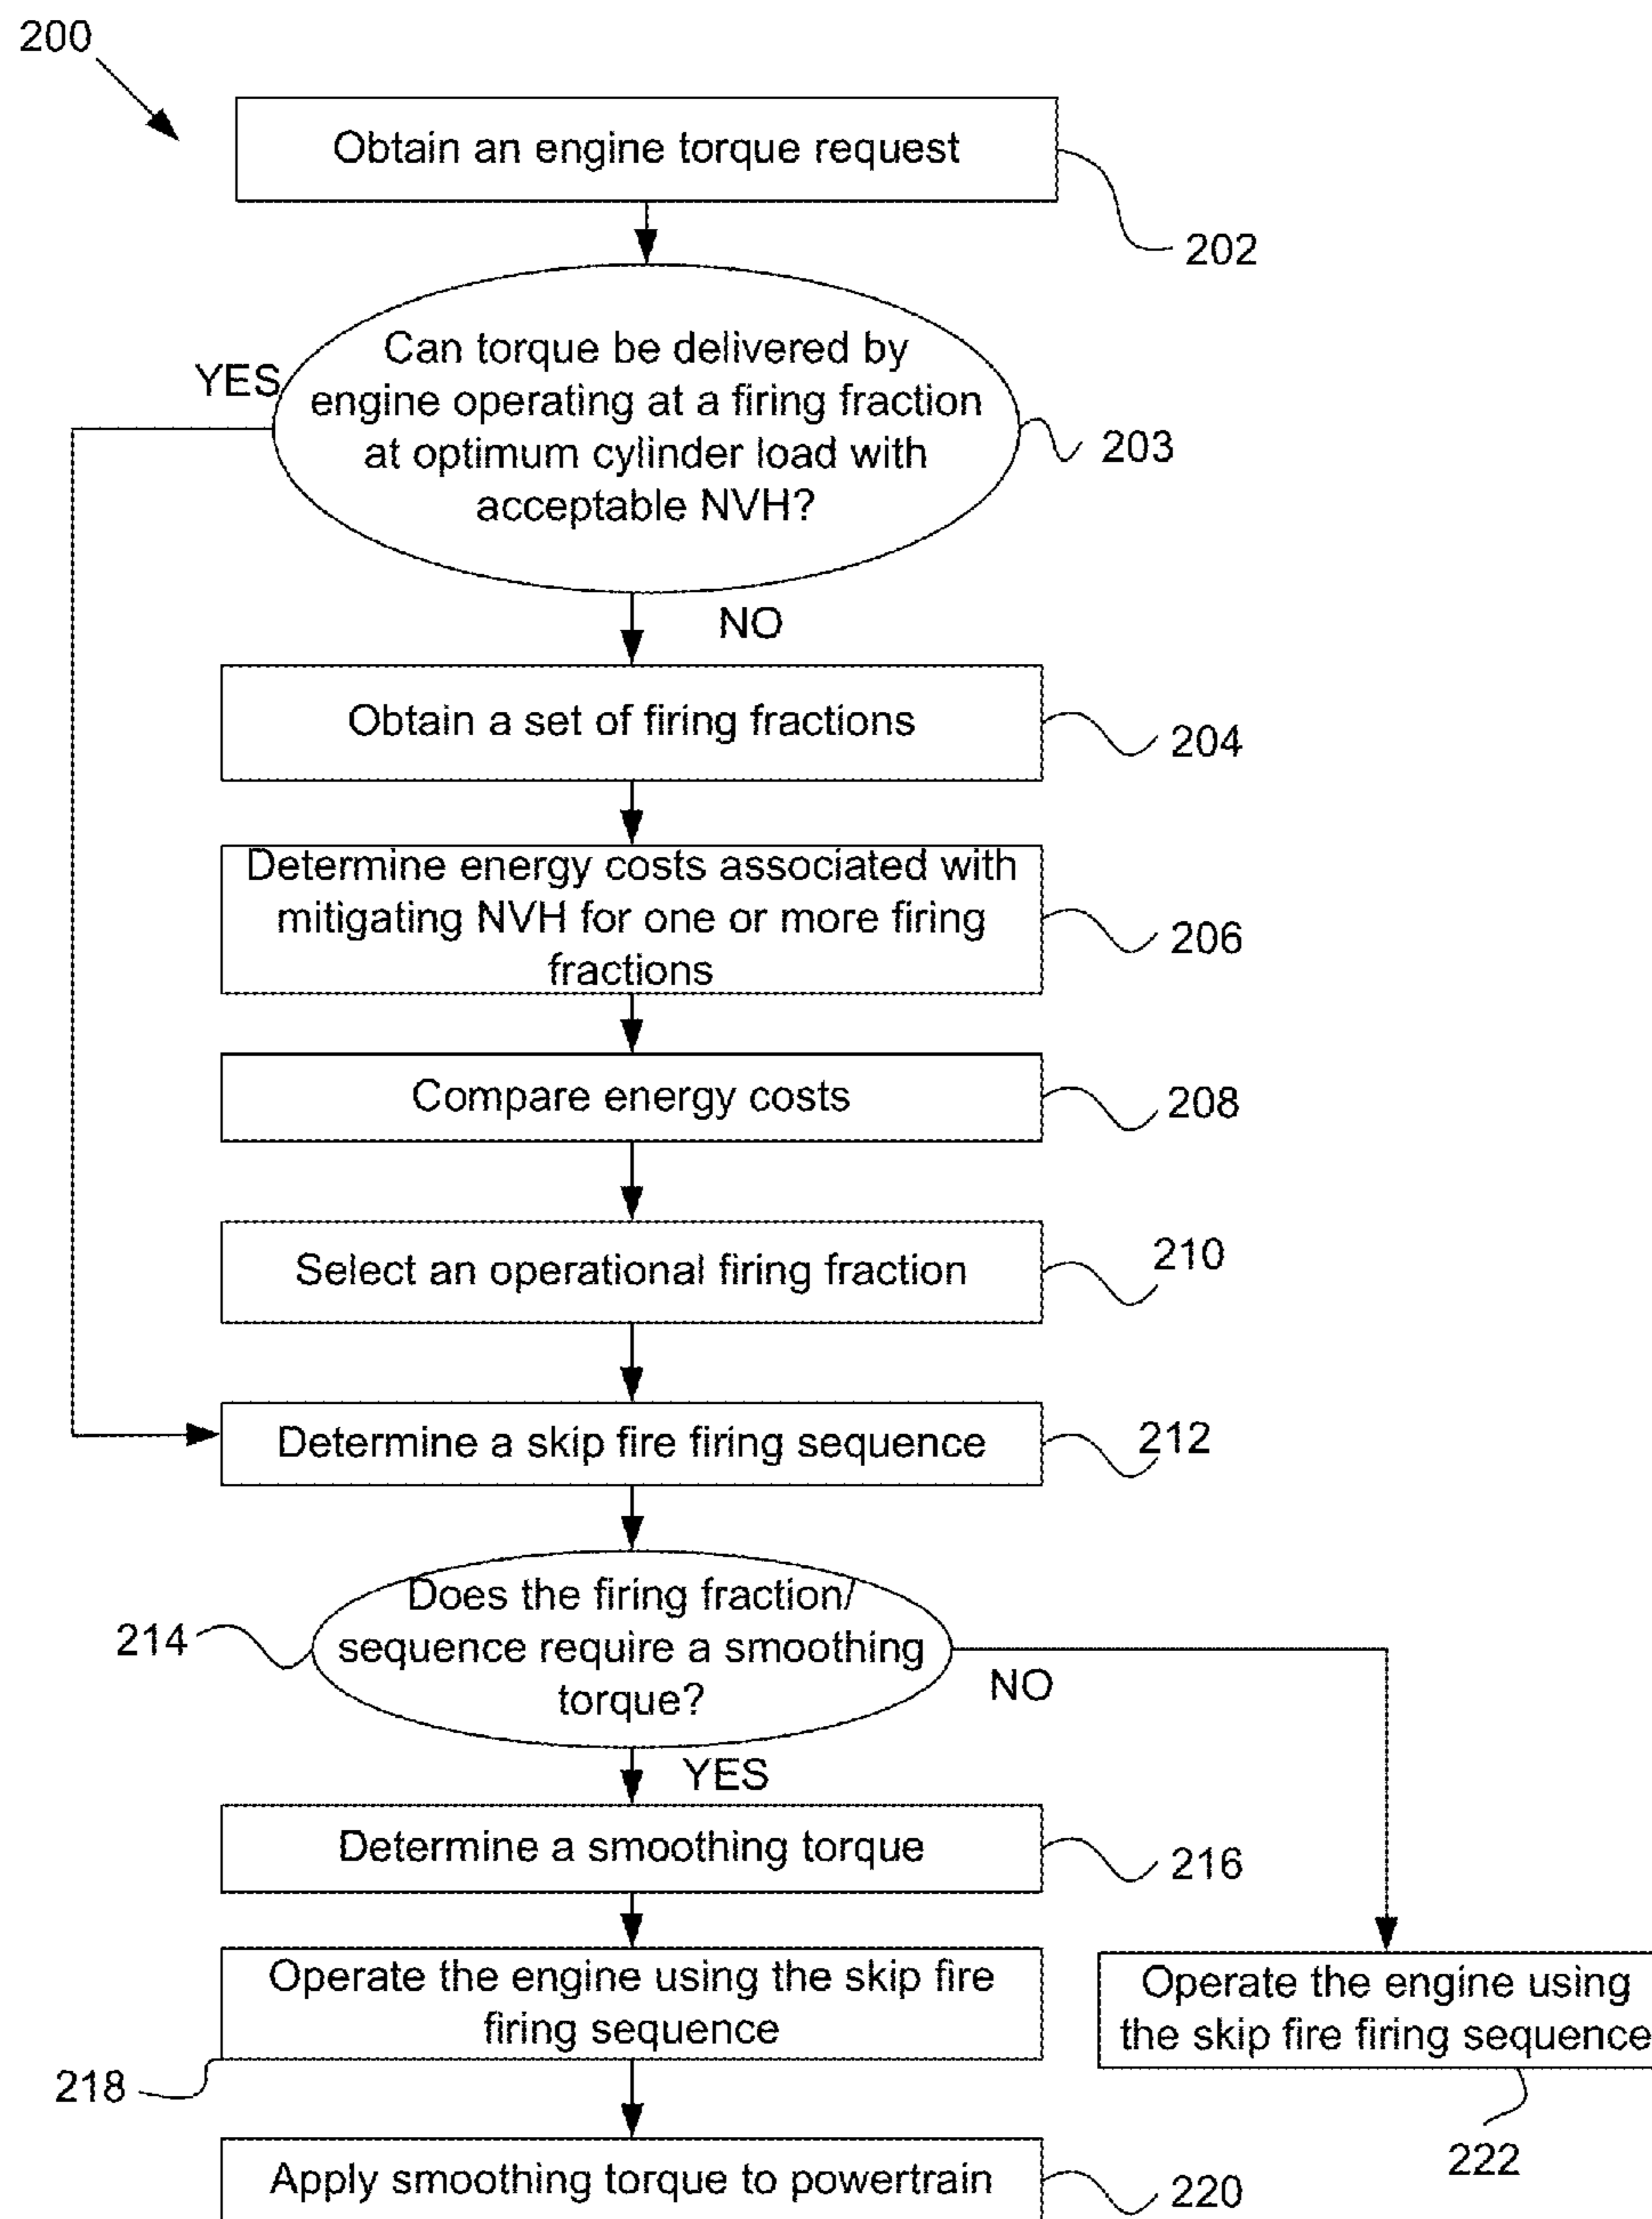 200
Obtain an engine torque request
202
Can torque be delivered by
engine operating at a firing fraction
at optimum cylinder load with
acceptable NVH?
YES
203
NO
Obtain a set of firing fractions
204
Determine energy costs associated with
mitigating NVH for one or more firing
fractions
206
Compare energy costs
208
Select an operational firing fraction
210
Determine a skip fire firing sequence
212
Does the firing fraction/
sequence require a smoothing
torque?
214
NO
YES
Determine a smoothing torque
216
Operate the engine using the skip fire
firing sequence
218
Operate the engine using
the skip fire firing sequence
222
Apply smoothing torque to powertrain
220